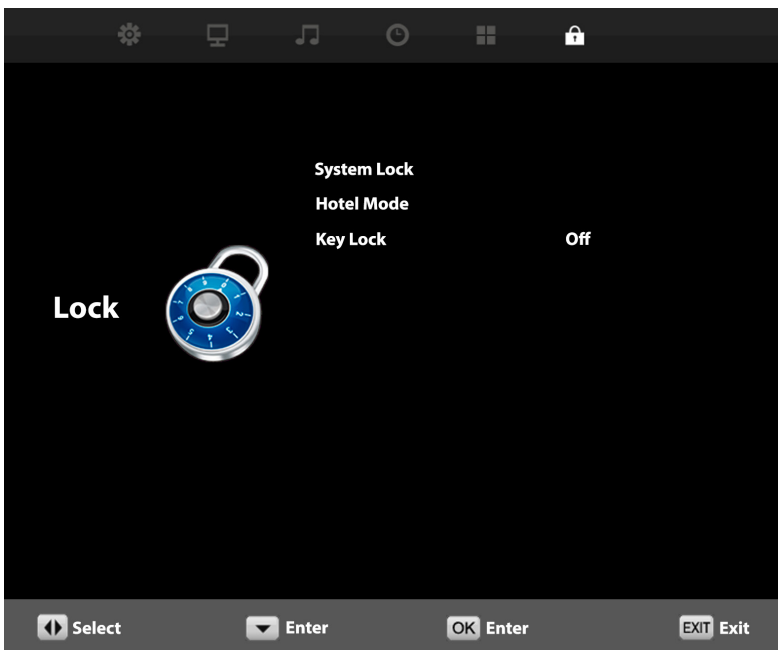 System Lock
Hotel Mode
Key Lock Off
Lock
Select Enter OK Enter EXIT Exit